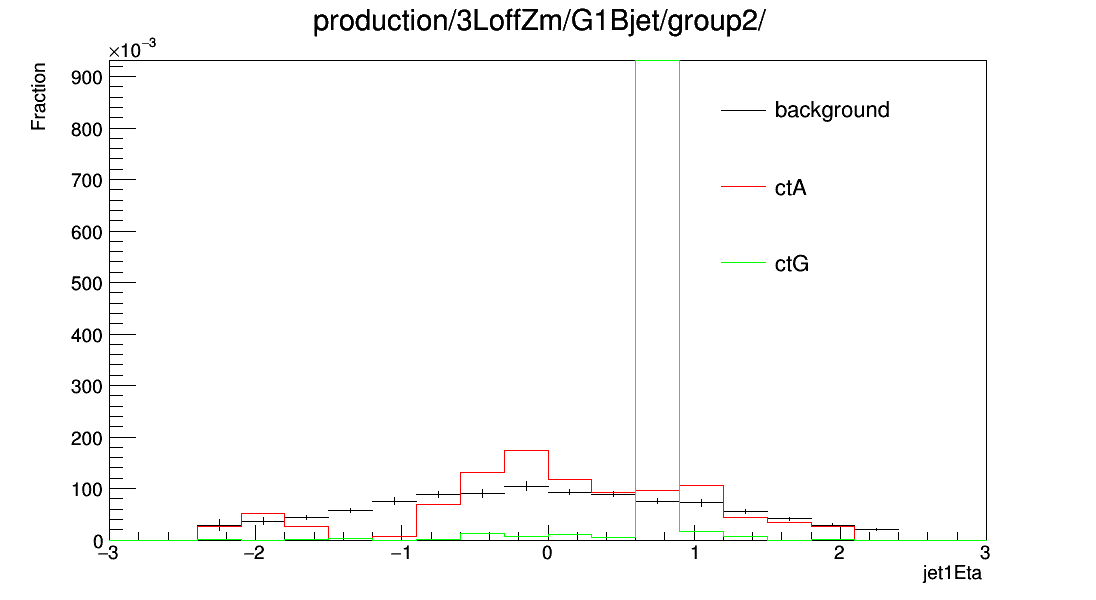 production/3LoffZm/G1Bjet/group2/
×10⁻³
Fraction
900
800
700
600
500
400
300
200
100
0
background
ctA
ctG
−3 −2 −1 0 1 2 3
jet1Eta